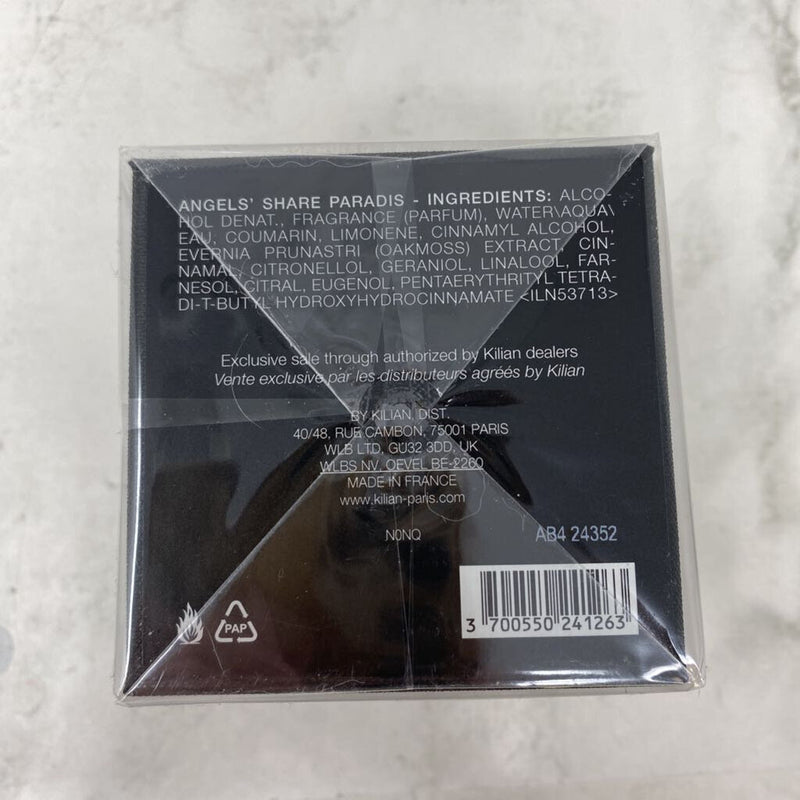 ANGELS' SHARE PARADIS - INGREDIENTS: ALCO-
HOL DENAT., FRAGRANCE (PARFUM), WATER\AQUA\
EAU, COUMARIN, LIMONENE, CINNAMYL ALCOHOL,
EVERNIA PRUNASTRI (OAKMOSS) EXTRACT, CIN-
NAMAL, CITRONELLOL, GERANIOL, LINALOOL, FAR-
NESOL, CITRAL, EUGENOL, PENTAERYTHRITYL TETRA-
DI-T-BUTYL HYDROXYHYDROCINNAMATE <ILN53713>
Exclusive sale through authorized by Kilian dealers
Vente exclusive par les distributeurs agréés by Kilian
BY KILIAN, DIST.
40/48, RUE CAMBON, 75001 PARIS
WLB LTD, GU32 3DD, UK
WLBS NV, OEVEL BE-2260
MADE IN FRANCE
www.kilian-paris.com
N0NQ
AB4 24352
PAP
3 700550 241263